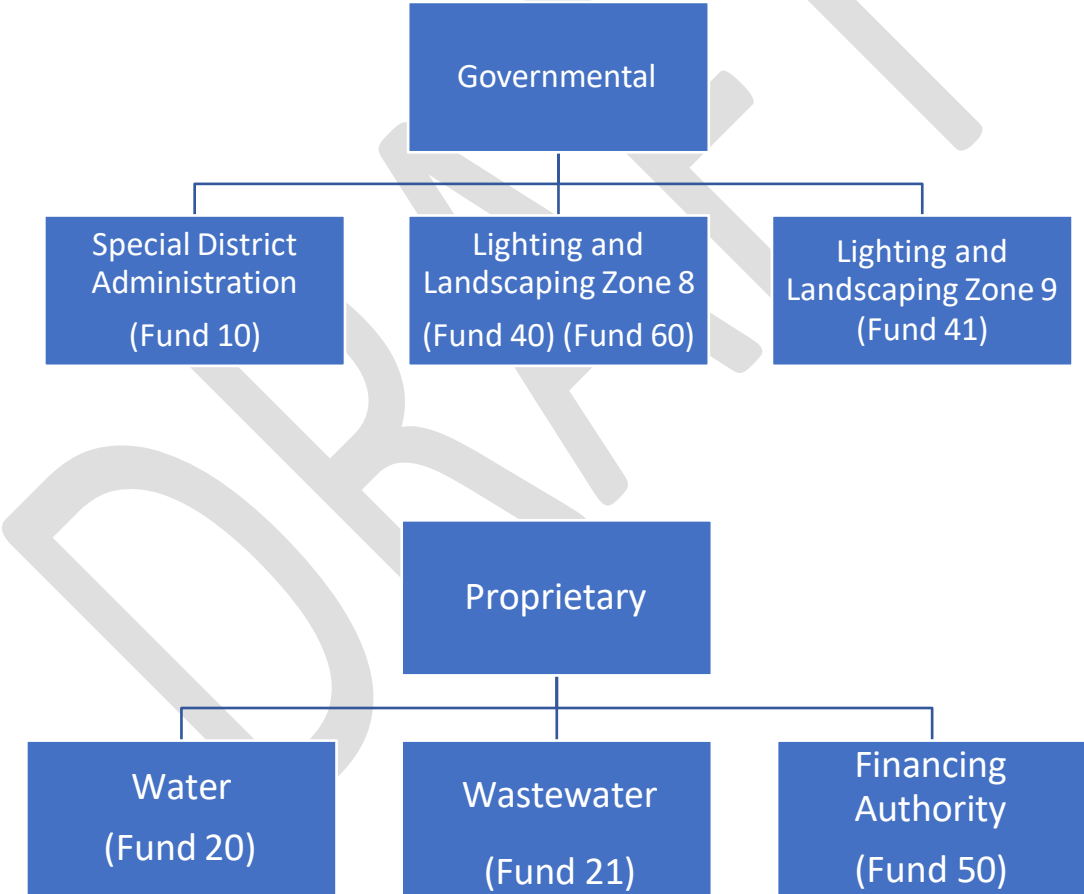 Governmental
Special District
Administration
(Fund 10)
Lighting and
Landscaping Zone 8
(Fund 40) (Fund 60)
Lighting and
Landscaping Zone 9
(Fund 41)
DRAFT
Proprietary
Water
(Fund 20)
Wastewater
(Fund 21)
Financing
Authority
(Fund 50)